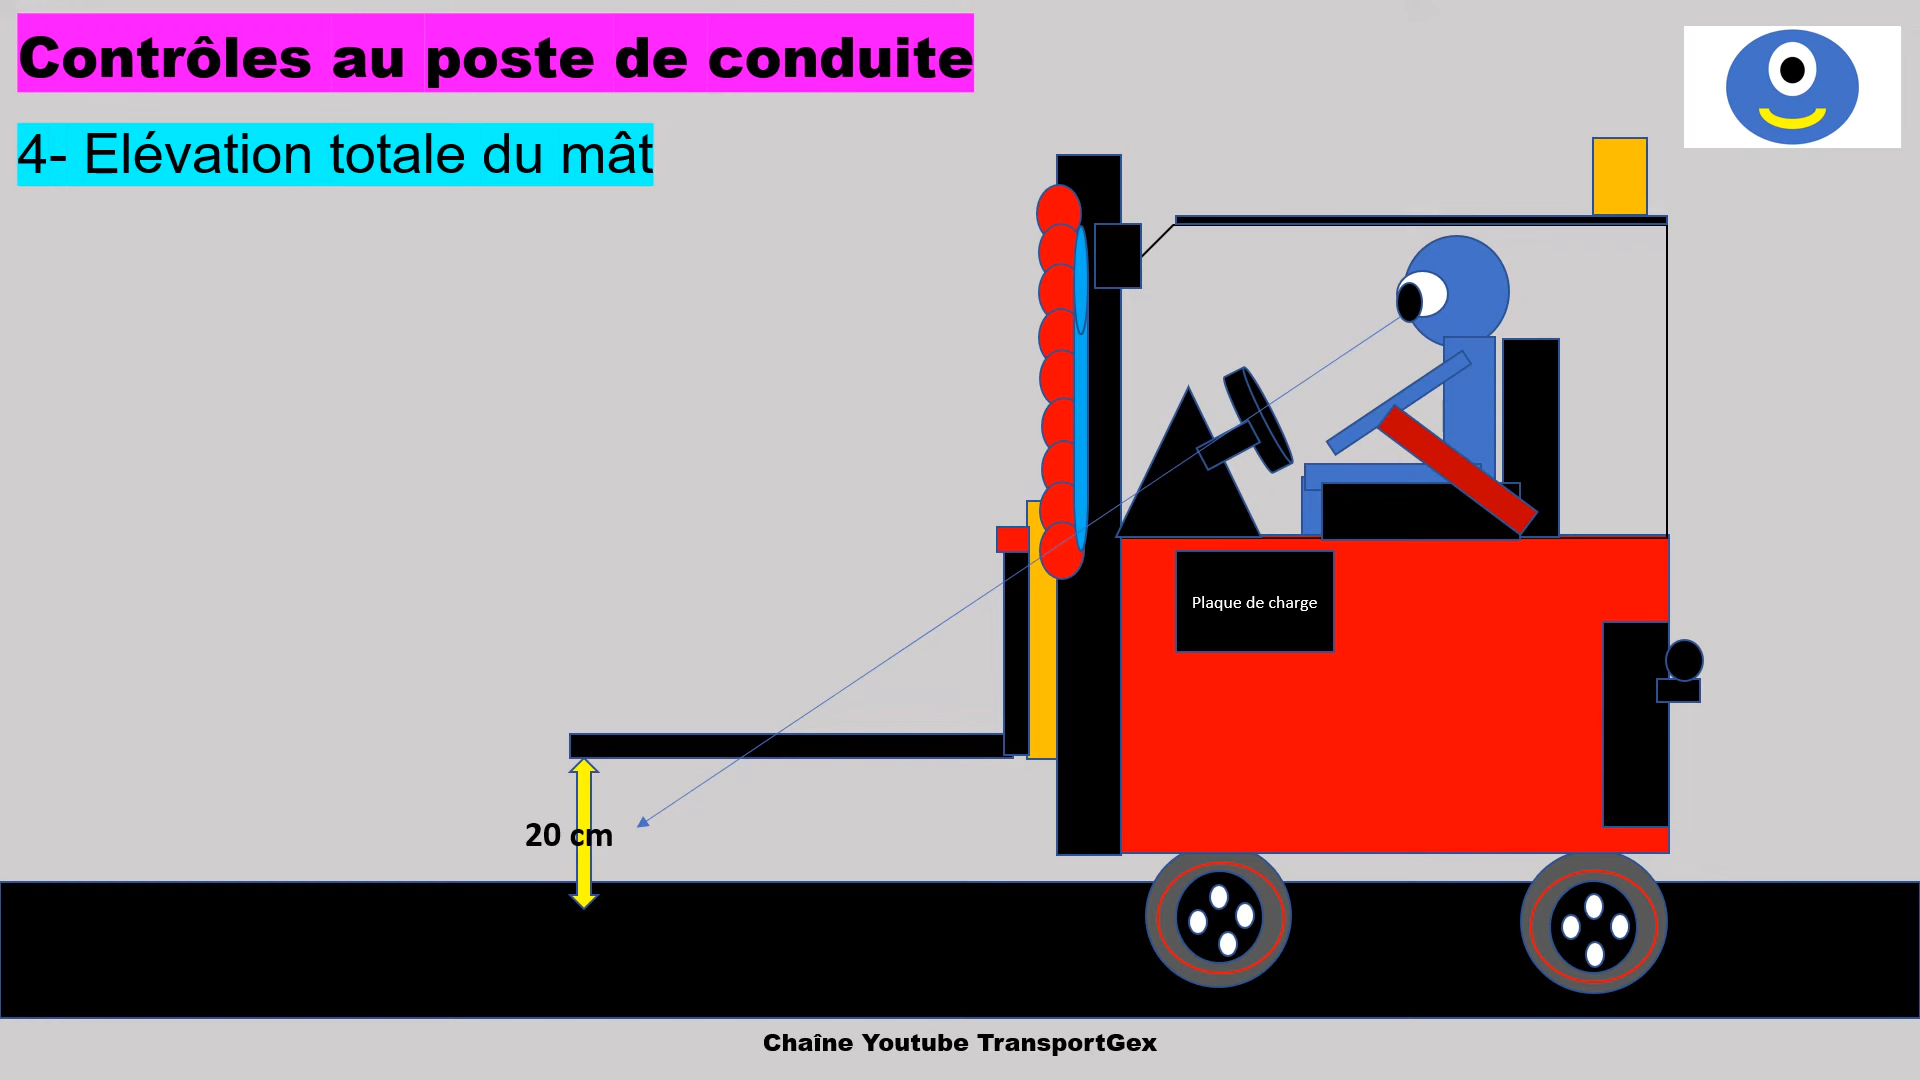 Contrôles au poste de conduite
4- Elévation totale du mât
Plaque de charge
20 cm
Chaîne Youtube TransportGex